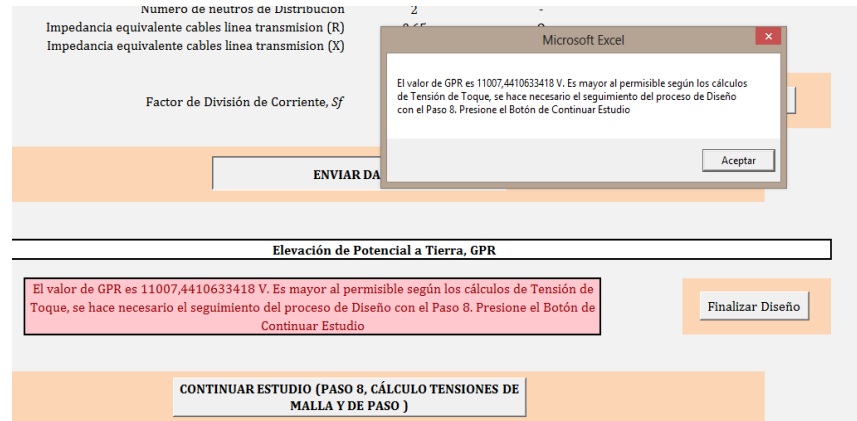 Número de neutros de Distribución 2 -
Impedancia equivalente cables linea transmision (R)
Impedancia equivalente cables linea transmision (X)
Microsoft Excel
El valor de GPR es 11007,4410633418 V. Es mayor al permisible según los cálculos
de Tensión de Toque, se hace necesario el seguimiento del proceso de Diseño
con el Paso 8. Presione el Botón de Continuar Estudio
Aceptar
Factor de División de Corriente, Sf
ENVIAR DA
Elevación de Potencial a Tierra, GPR
El valor de GPR es 11007,4410633418 V. Es mayor al permisible según los cálculos de Tensión de
Toque, se hace necesario el seguimiento del proceso de Diseño con el Paso 8. Presione el Botón de
Continuar Estudio
Finalizar Diseño
CONTINUAR ESTUDIO (PASO 8, CÁLCULO TENSIONES DE
MALLA Y DE PASO )